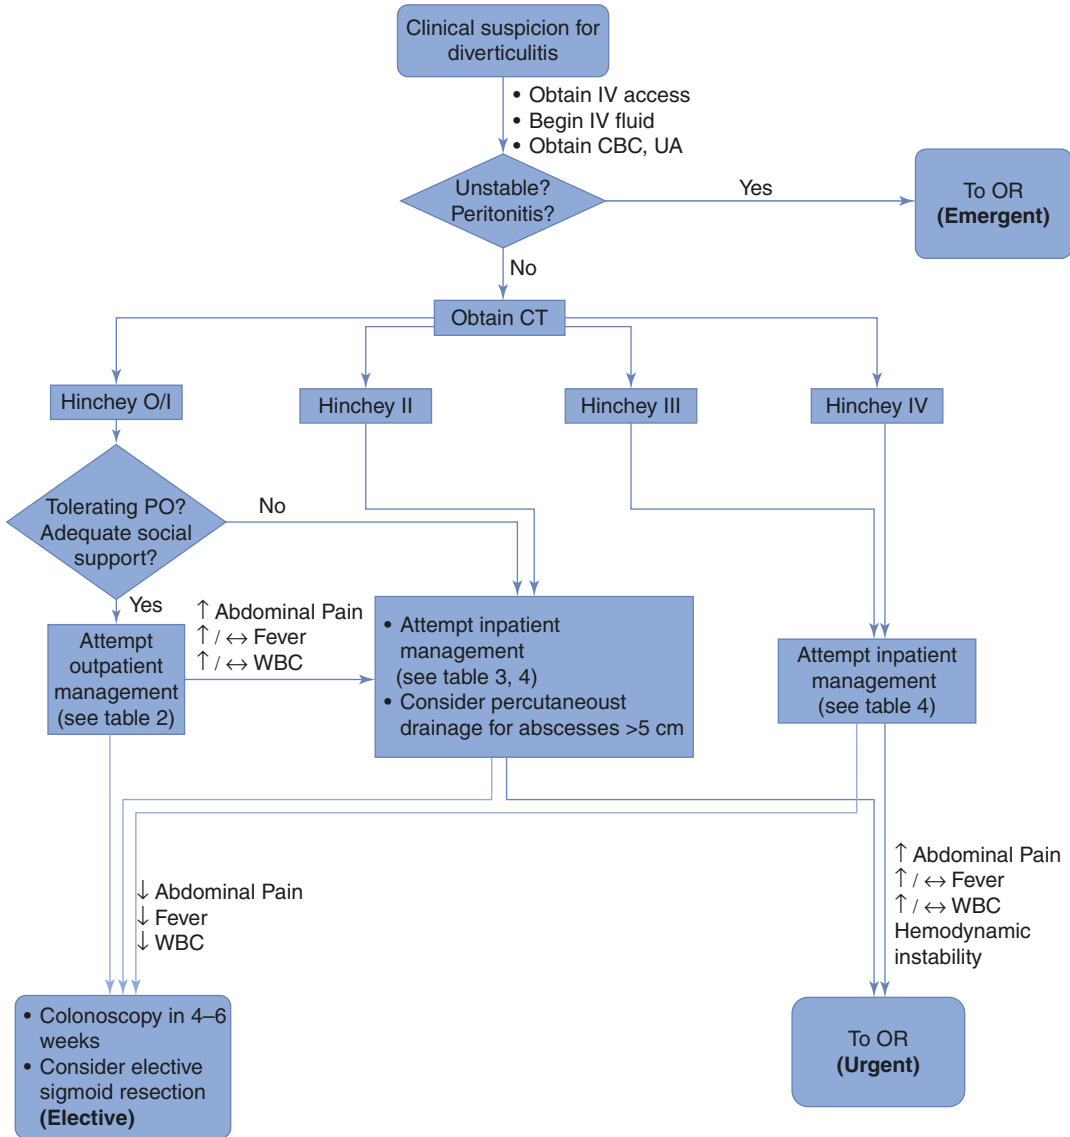 Clinical suspicion for
diverticulitis
• Obtain IV access
• Begin IV fluid
• Obtain CBC, UA
Unstable?
Peritonitis?
Yes
To OR
(Emergent)
No
Obtain CT
Hinchey O/I
Hinchey II
Hinchey III
Hinchey IV
Tolerating PO?
Adequate social
support?
No
Yes
Attempt
outpatient
management
(see table 2)
↑ Abdominal Pain
↑ / ↔ Fever
↑ / ↔ WBC
• Attempt inpatient
management
(see table 3, 4)
• Consider percutaneoust
drainage for abscesses >5 cm
Attempt inpatient
management
(see table 4)
↓ Abdominal Pain
↓ Fever
↓ WBC
↑ Abdominal Pain
↑ / ↔ Fever
↑ / ↔ WBC
Hemodynamic
instability
• Colonoscopy in 4–6
weeks
• Consider elective
sigmoid resection
(Elective)
To OR
(Urgent)